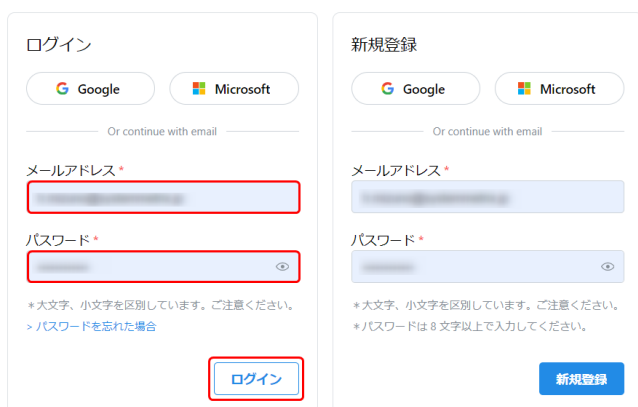 ログイン
Google
Microsoft
Or continue with email
メールアドレス *
パスワード *
*大文字、小文字を区別しています。ご注意ください。
> パスワードを忘れた場合
ログイン
新規登録
Google
Microsoft
Or continue with email
メールアドレス *
パスワード *
*大文字、小文字を区別しています。ご注意ください。
*パスワードは 8 文字以上で入力してください。
新規登録